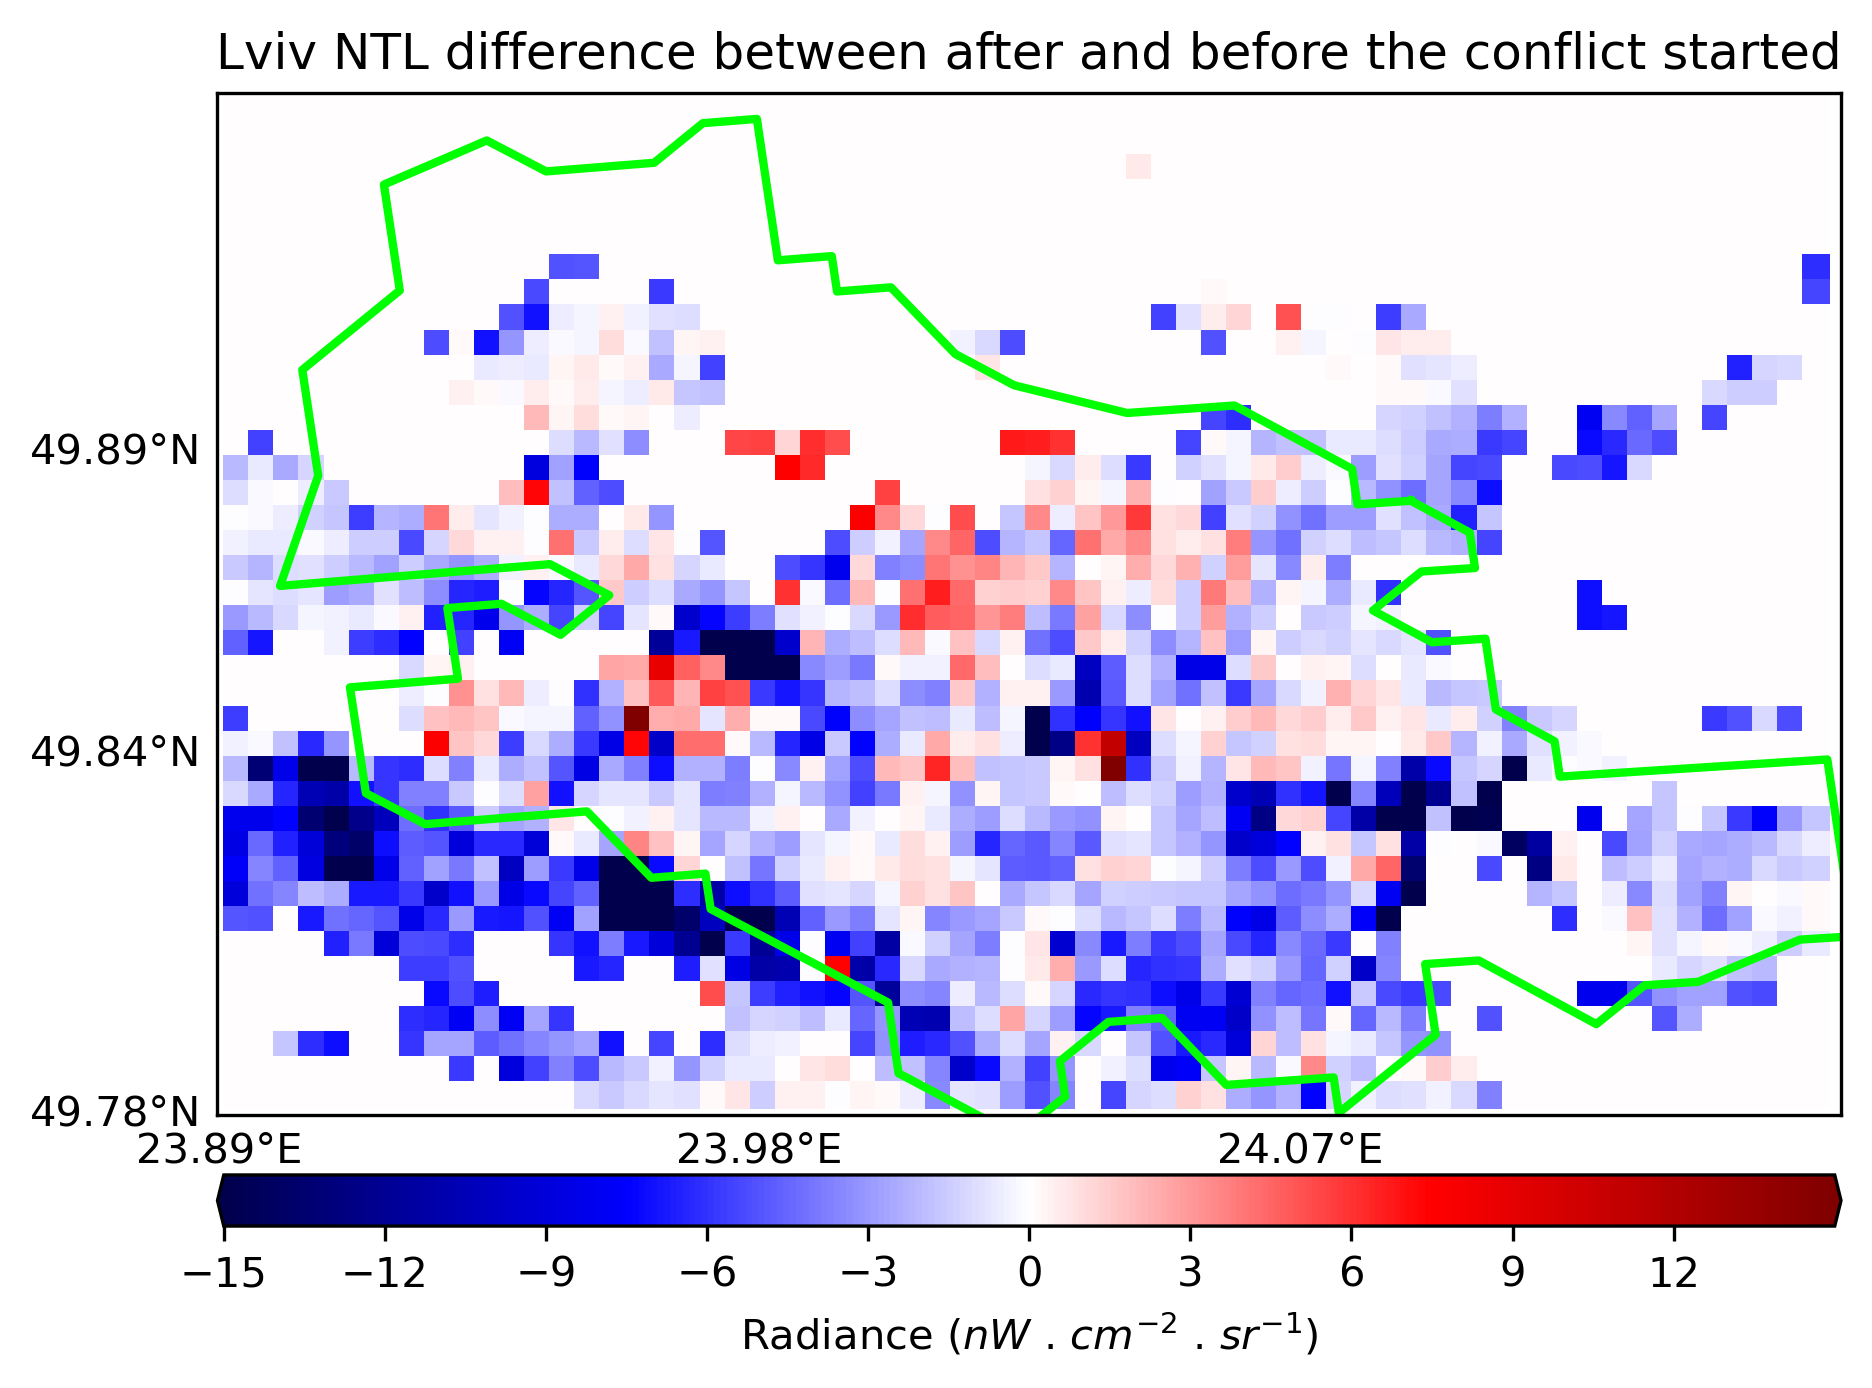 Lviv NTL difference between after and before the conflict started
49.89°N
49.84°N
49.78°N
23.89°E 23.98°E 24.07°E
−15 −12 −9 −6 −3 0 3 6 9 12
Radiance (nW . cm⁻² . sr⁻¹)